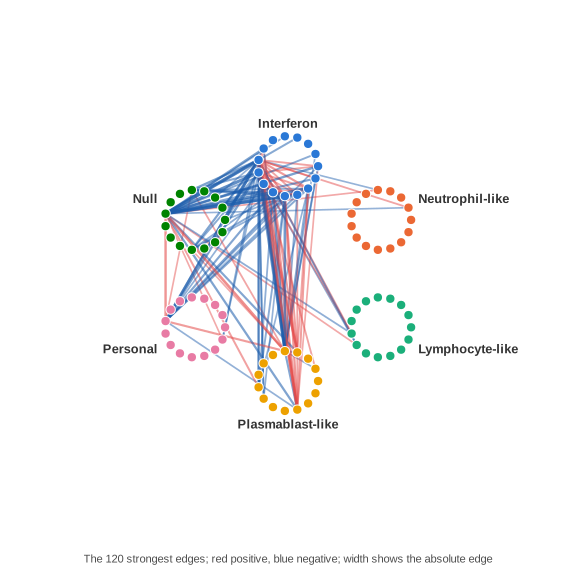 Interferon
Null
Neutrophil-like
Personal
Lymphocyte-like
Plasmablast-like
The 120 strongest edges; red positive, blue negative; width shows the absolute edge